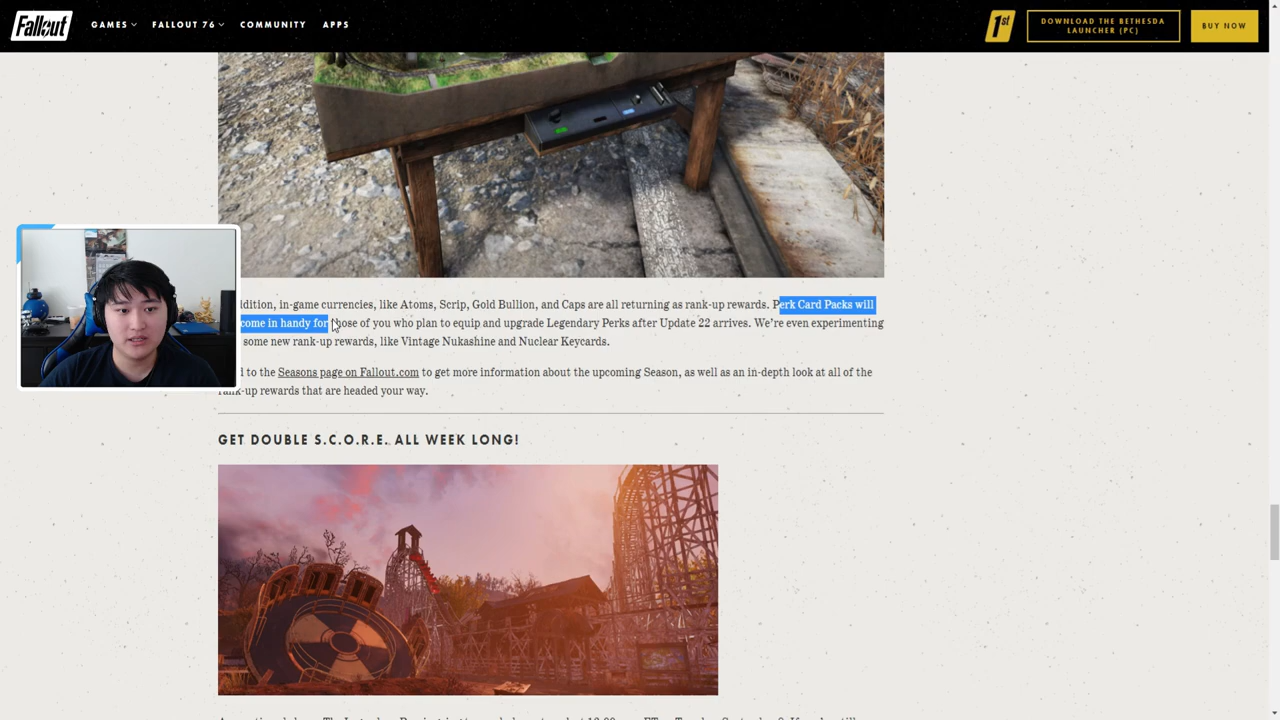 Fallout
GAMES
FALLOUT 76
COMMUNITY
APPS
1st
DOWNLOAD THE BETHESDA
LAUNCHER (PC)
BUY NOW
ddition, in-game currencies, like Atoms, Scrip, Gold Bullion, and Caps are all returning as rank-up rewards. Perk Card Packs will
come in handy for those of you who plan to equip and upgrade Legendary Perks after Update 22 arrives. We're even experimenting
some new rank-up rewards, like Vintage Nukashine and Nuclear Keycards.
to the Seasons page on Fallout.com to get more information about the upcoming Season, as well as an in-depth look at all of the
rank-up rewards that are headed your way.
GET DOUBLE S.C.O.R.E. ALL WEEK LONG!